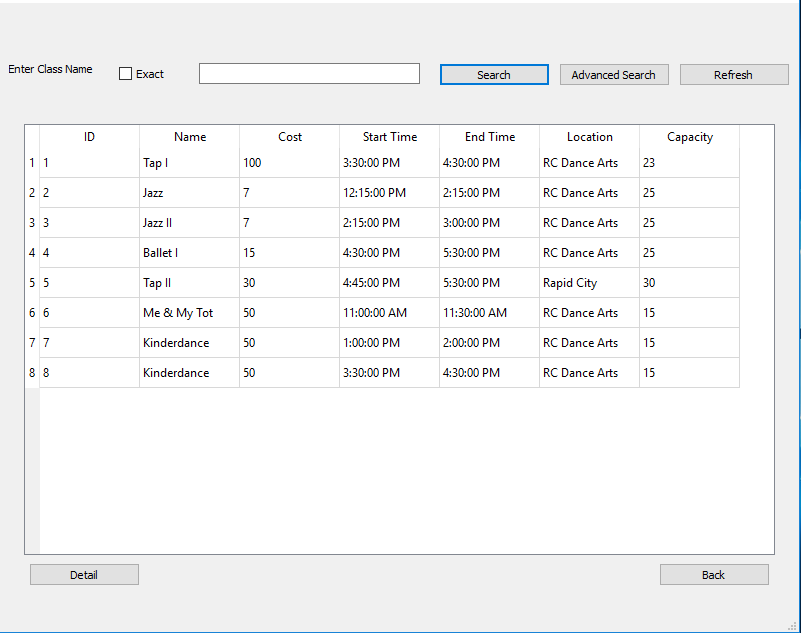 Enter Class Name Exact Search Advanced Search Refresh
ID Name Cost Start Time End Time Location Capacity
1 1 Tap I 100 3:30:00 PM 4:30:00 PM RC Dance Arts 23
2 2 Jazz 7 12:15:00 PM 2:15:00 PM RC Dance Arts 25
3 3 Jazz II 7 2:15:00 PM 3:00:00 PM RC Dance Arts 25
4 4 Ballet I 15 4:30:00 PM 5:30:00 PM RC Dance Arts 25
5 5 Tap II 30 4:45:00 PM 5:30:00 PM Rapid City 30
6 6 Me & My Tot 50 11:00:00 AM 11:30:00 AM RC Dance Arts 15
7 7 Kinderdance 50 1:00:00 PM 2:00:00 PM RC Dance Arts 15
8 8 Kinderdance 50 3:30:00 PM 4:30:00 PM RC Dance Arts 15
Detail Back